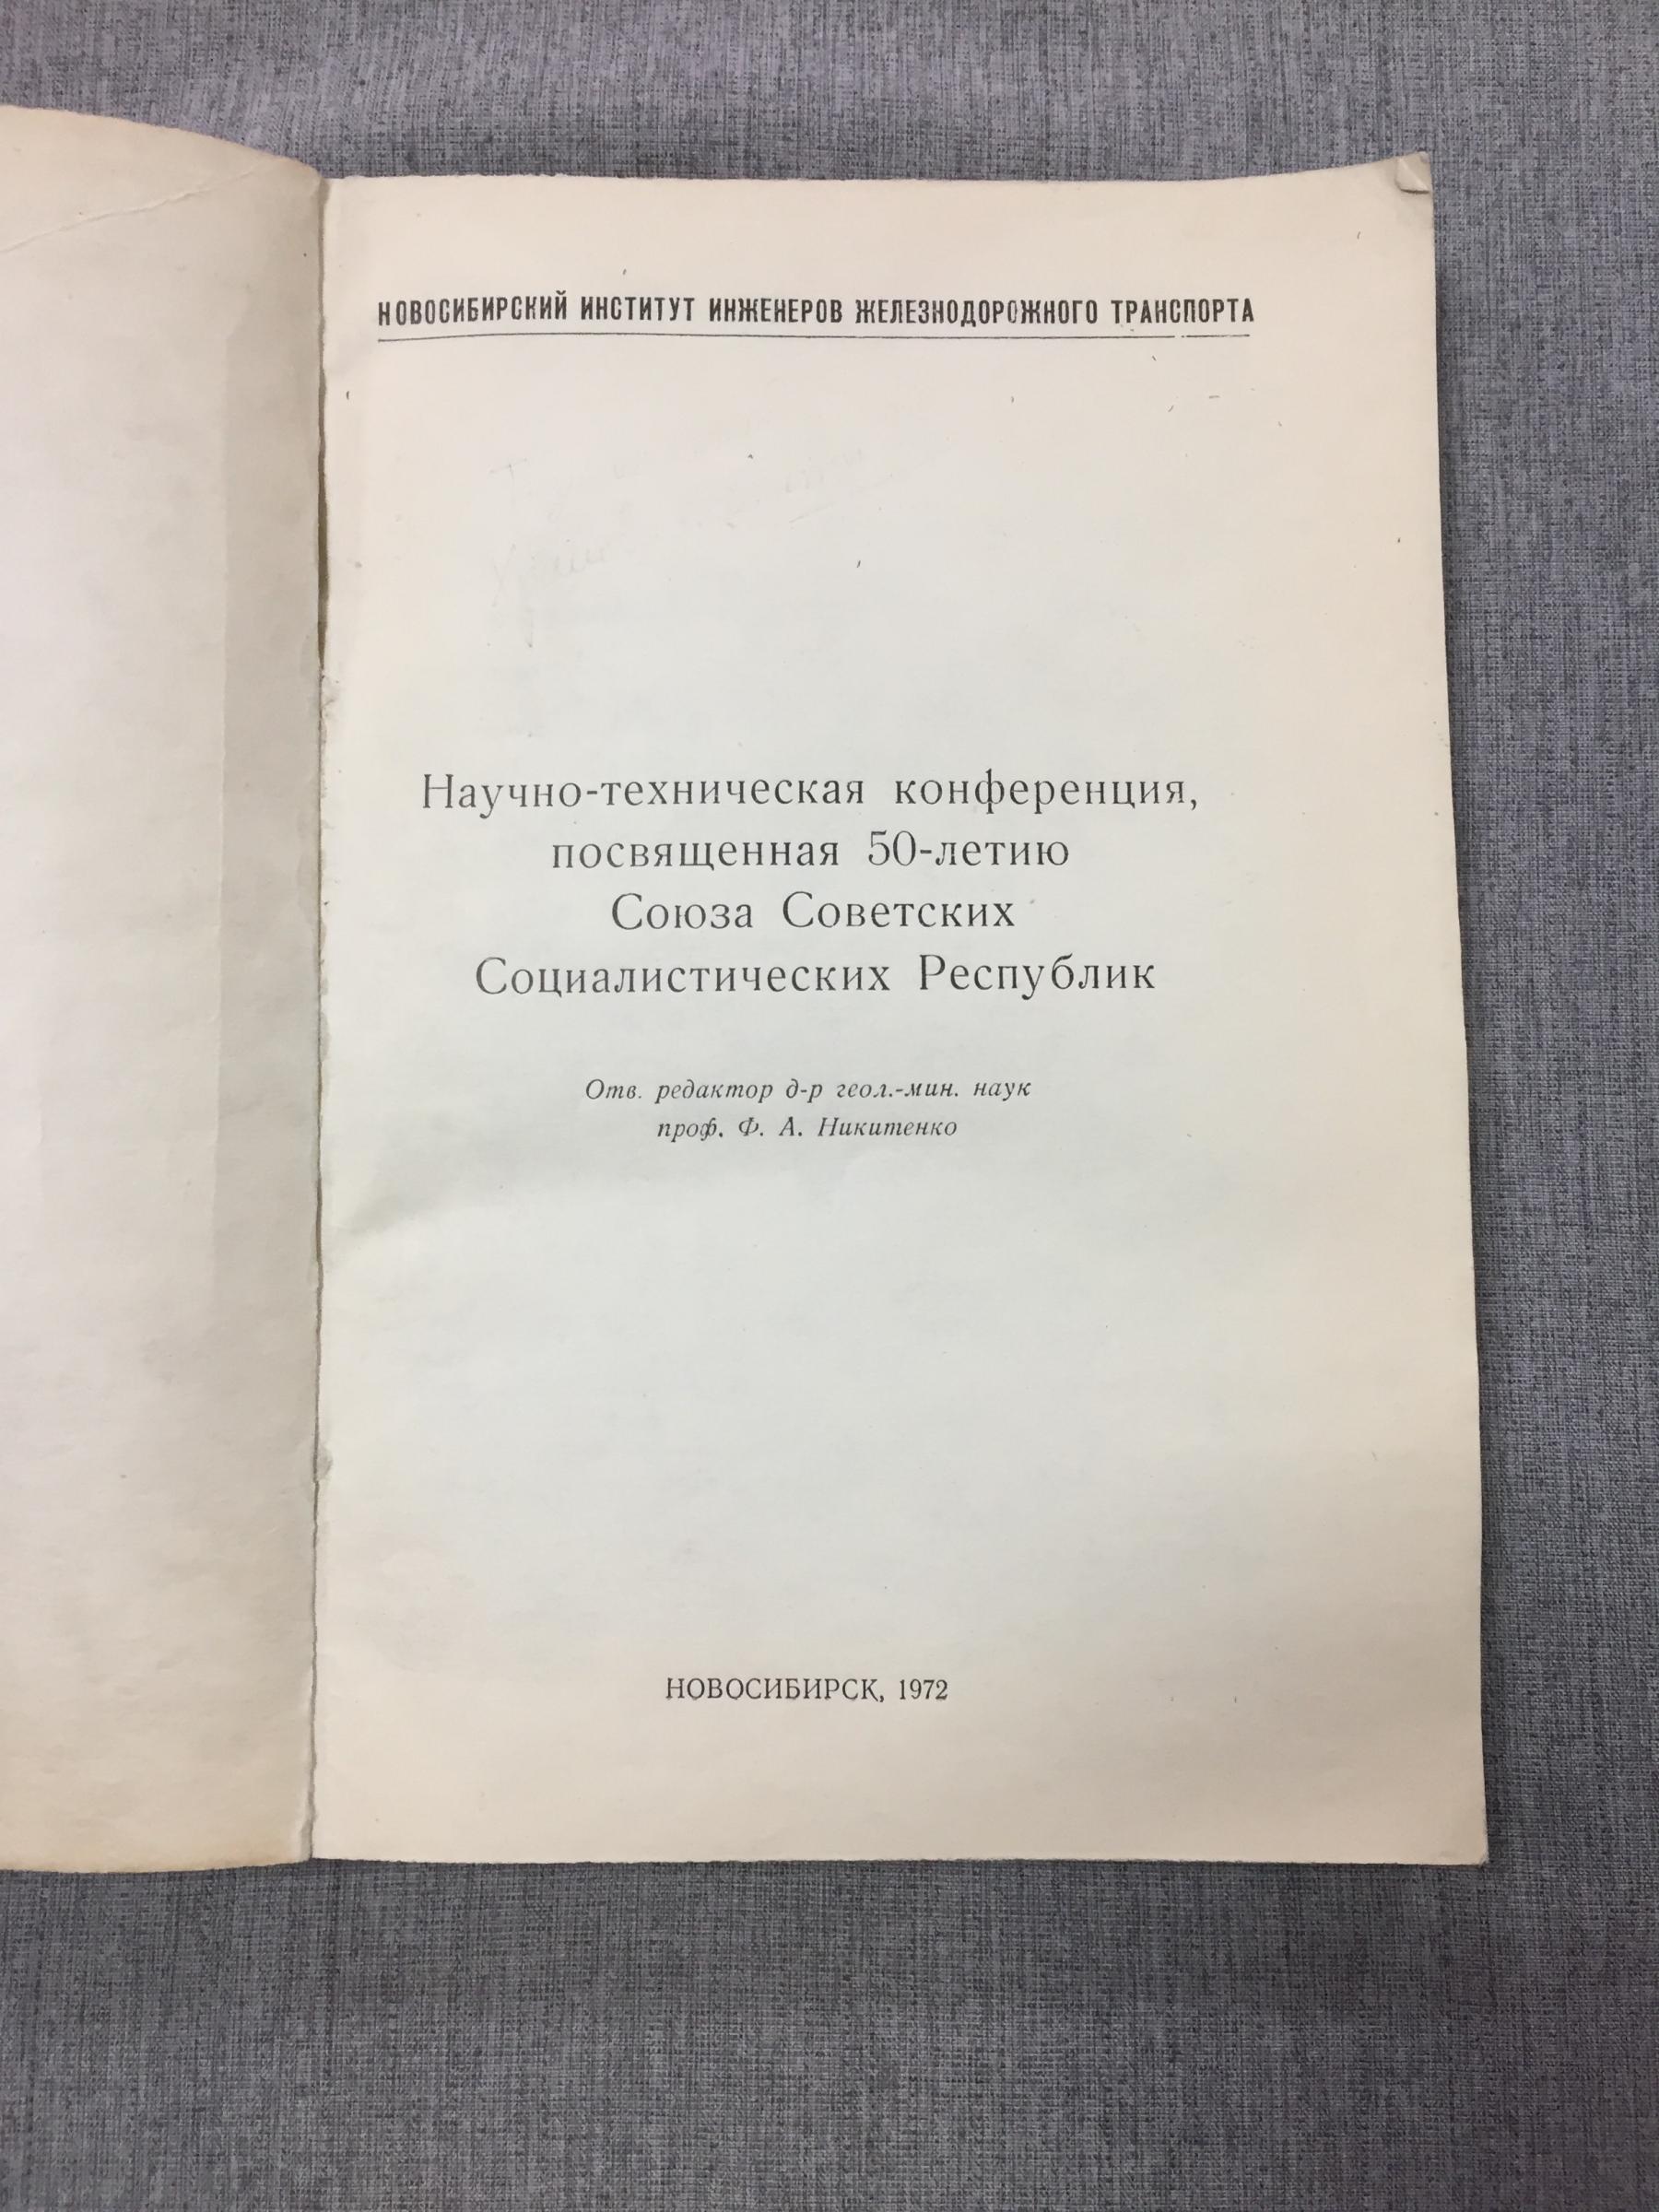 НОВОСИБИРСКИЙ ИНСТИТУТ ИНЖЕНЕРОВ ЖЕЛЕЗНОДОРОЖНОГО ТРАНСПОРТА
Научно-техническая конференция,
посвященная 50-летию
Союза Советских
Социалистических Республик
Отв. редактор д-р геол.-мин. наук
проф. Ф. А. Никитенко
НОВОСИБИРСК, 1972